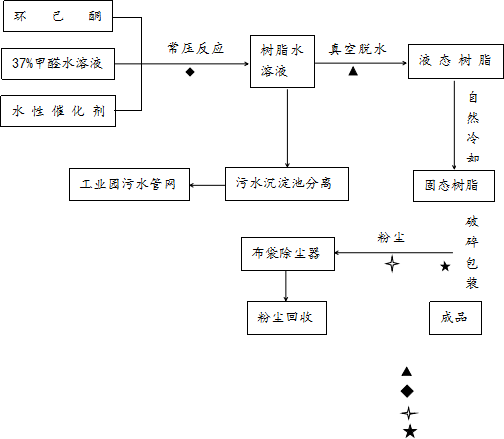 环己酮
37%甲醛水溶液
水性催化剂
常压反应
树脂水
溶液
真空脱水
液态树脂
自然冷却
固态树脂
工业园污水管网
污水沉淀池分离
破碎包装
粉尘
布袋除尘器
粉尘回收
成品